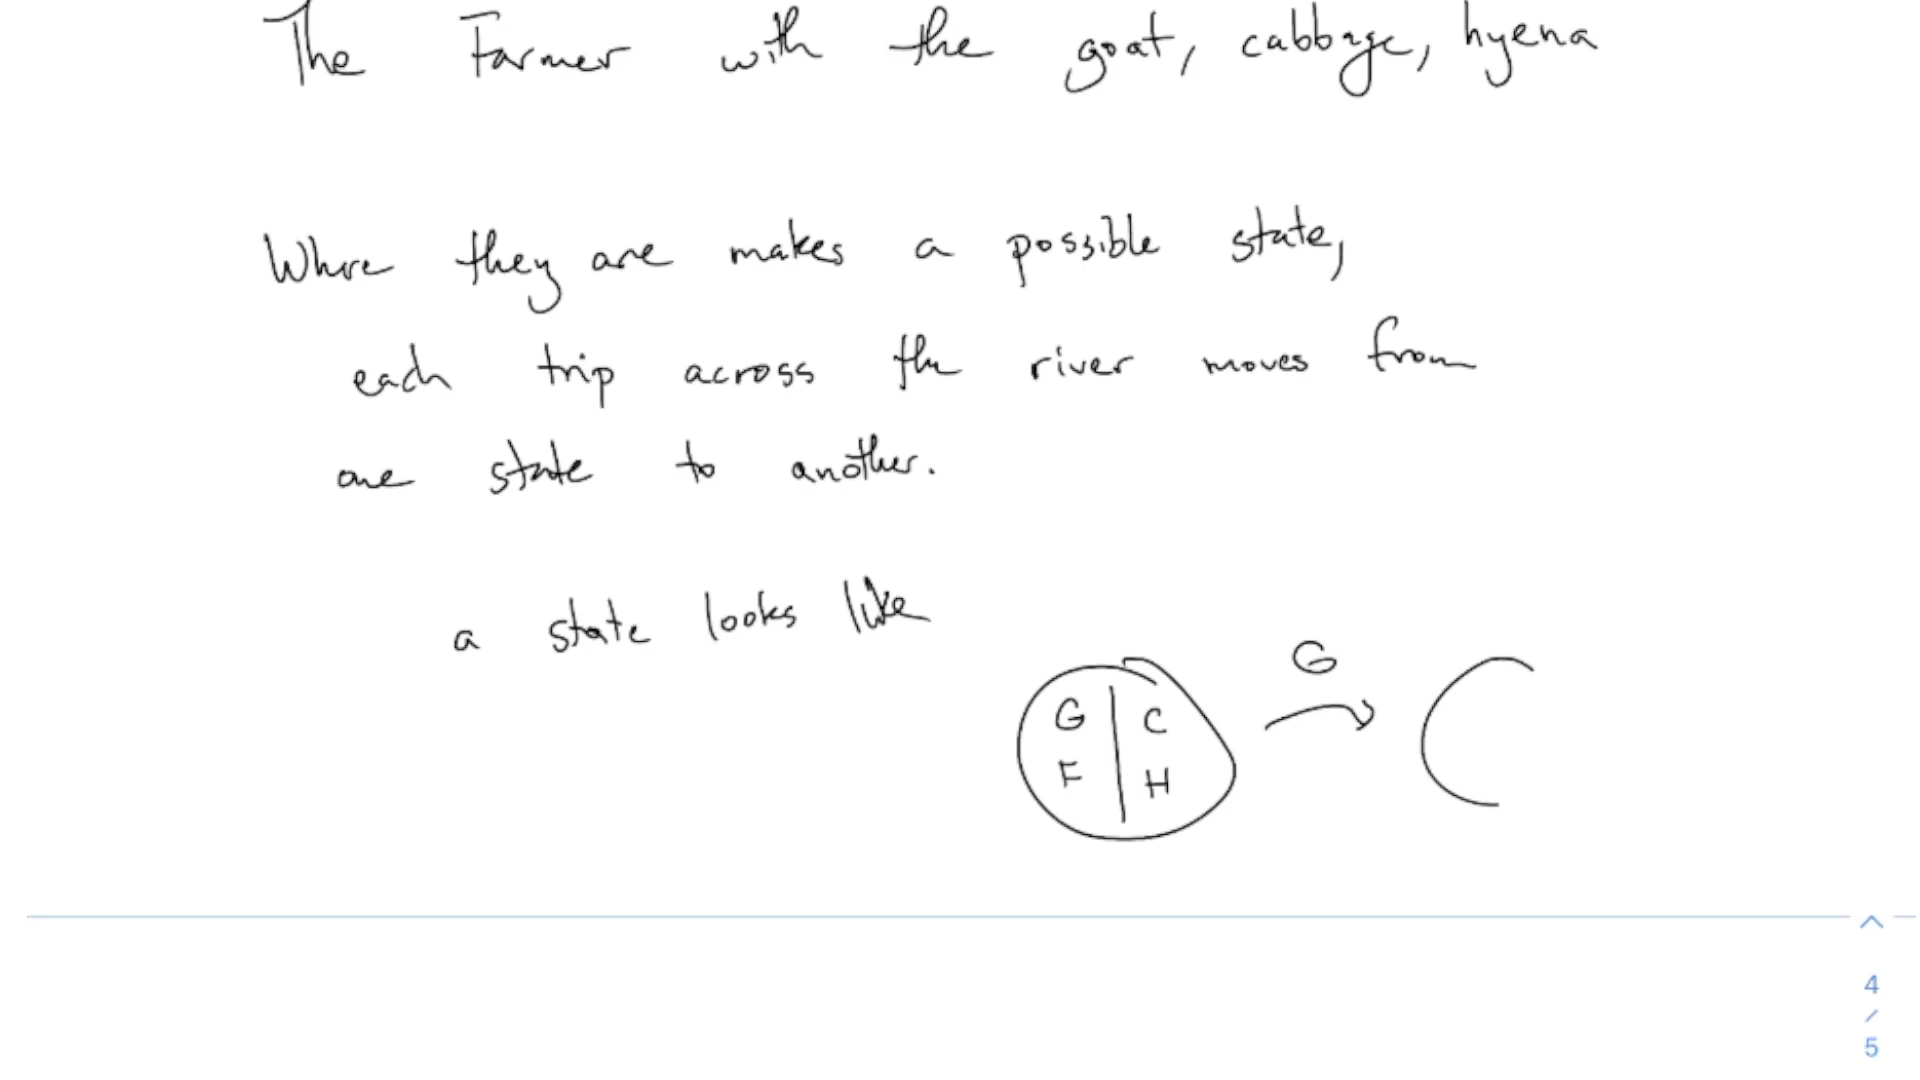 The Farmer with the goat, cabbage, hyena
Where they are makes a possible state,
each trip across the river moves from
one state to another.
a state looks like
G
G C
F H
4
/
5